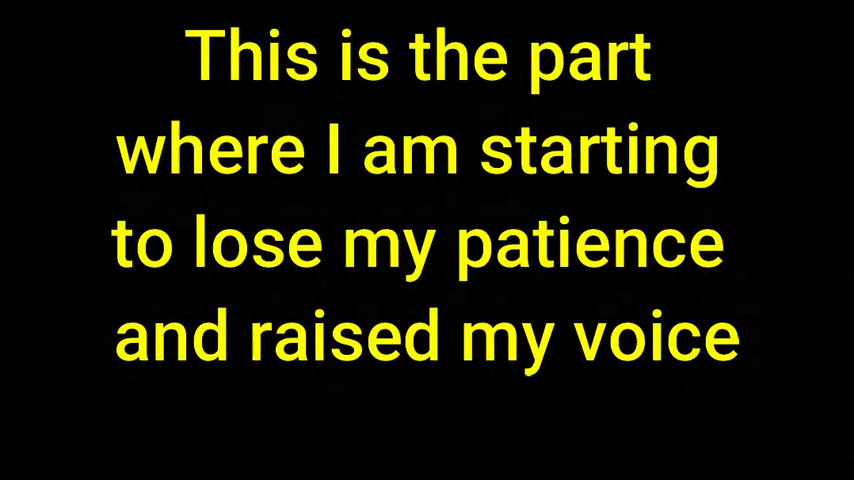 This is the part
where I am starting
to lose my patience
and raised my voice